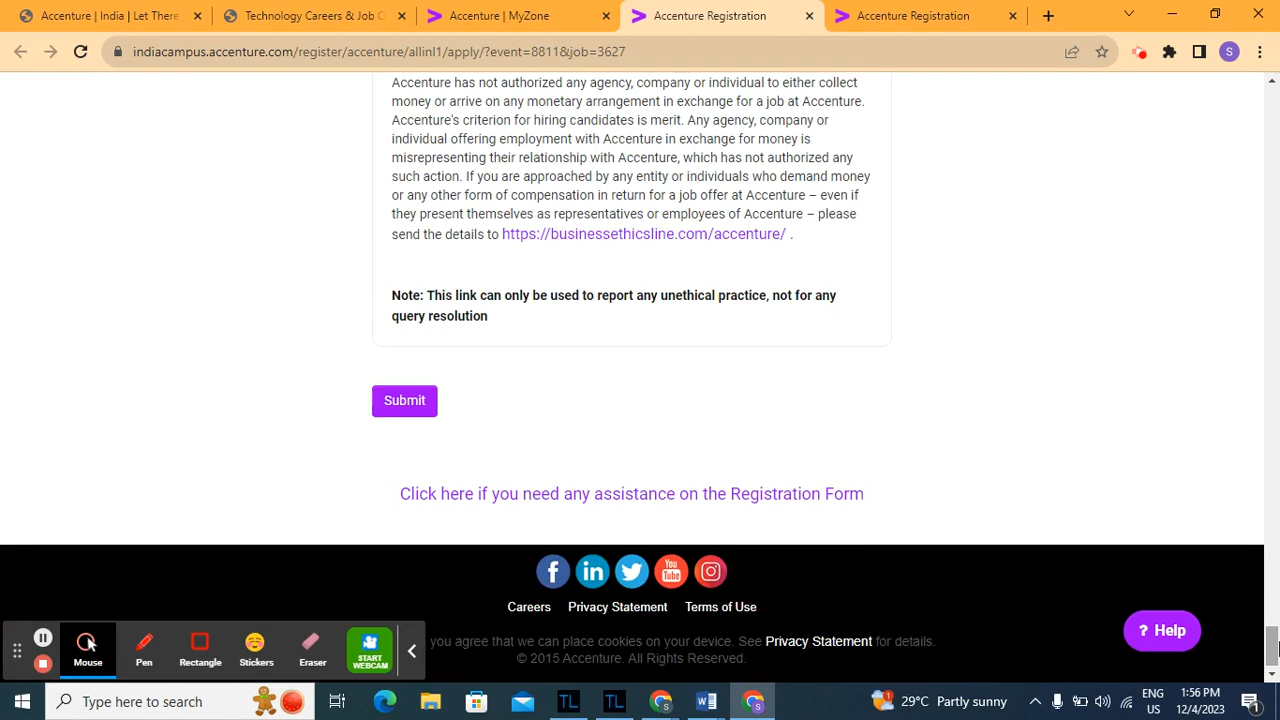 Accenture | India | Let There
Technology Careers & Job O
Accenture | MyZone
Accenture Registration
Accenture Registration
indiacampus.accenture.com/register/accenture/allinl1/apply/?event=8811&job=3627
S
Accenture has not authorized any agency, company or individual to either collect
money or arrive on any monetary arrangement in exchange for a job at Accenture.
Accenture's criterion for hiring candidates is merit. Any agency, company or
individual offering employment with Accenture in exchange for money is
misrepresenting their relationship with Accenture, which has not authorized any
such action. If you are approached by any entity or individuals who demand money
or any other form of compensation in return for a job offer at Accenture – even if
they present themselves as representatives or employees of Accenture – please
send the details to https://businessethicsline.com/accenture/ .
Note: This link can only be used to report any unethical practice, not for any
query resolution
Submit
Click here if you need any assistance on the Registration Form
Careers Privacy Statement Terms of Use
you agree that we can place cookies on your device. See Privacy Statement for details.
© 2015 Accenture. All Rights Reserved.
? Help
Mouse
Pen
Rectangle
Stickers
Eraser
START
WEBCAM
Type here to search
TL
TL
29°C Partly sunny
ENG
US
1:56 PM
12/4/2023
1